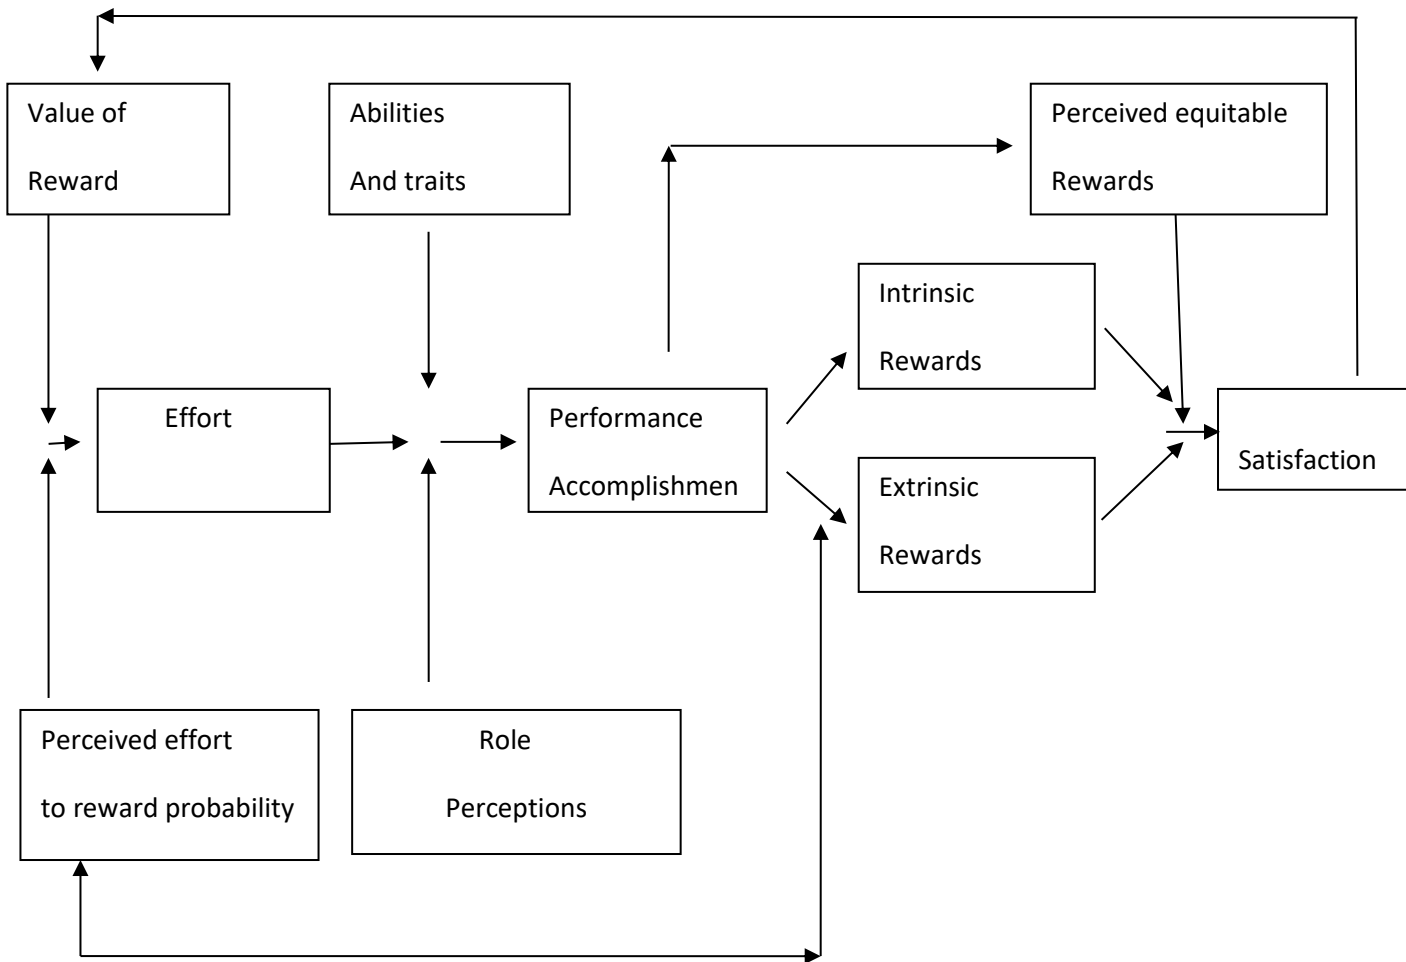 Value of
Reward
Abilities
And traits
Perceived equitable
Rewards
Intrinsic
Rewards
Effort
Performance
Accomplishmen
Satisfaction
Extrinsic
Rewards
Perceived effort
to reward probability
Role
Perceptions